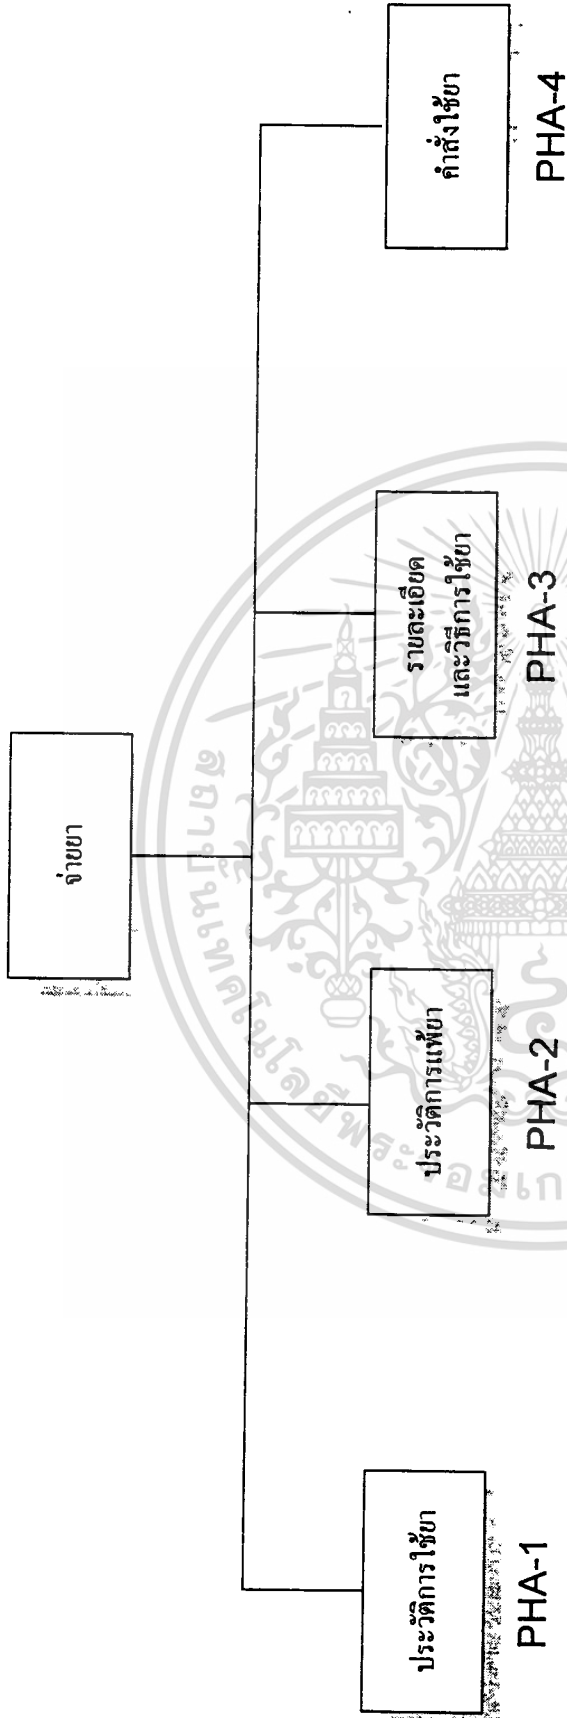 จ่ายยา
ประวัติการใช้ยา
PHA-1
ประวัติการแพ้ยา
PHA-2
รายละเอียด
และวิธีการใช้ยา
PHA-3
คำสั่งใช้ยา
PHA-4